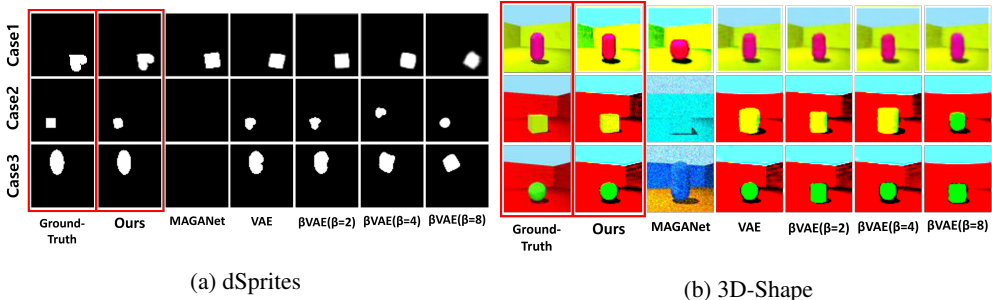 Case1
Case2
Case3
Ground-Truth Ours MAGANet VAE βVAE(β=2) βVAE(β=4) βVAE(β=8)
(a) dSprites
Ground-Truth Ours MAGANet VAE βVAE(β=2) βVAE(β=4) βVAE(β=8)
(b) 3D-Shape